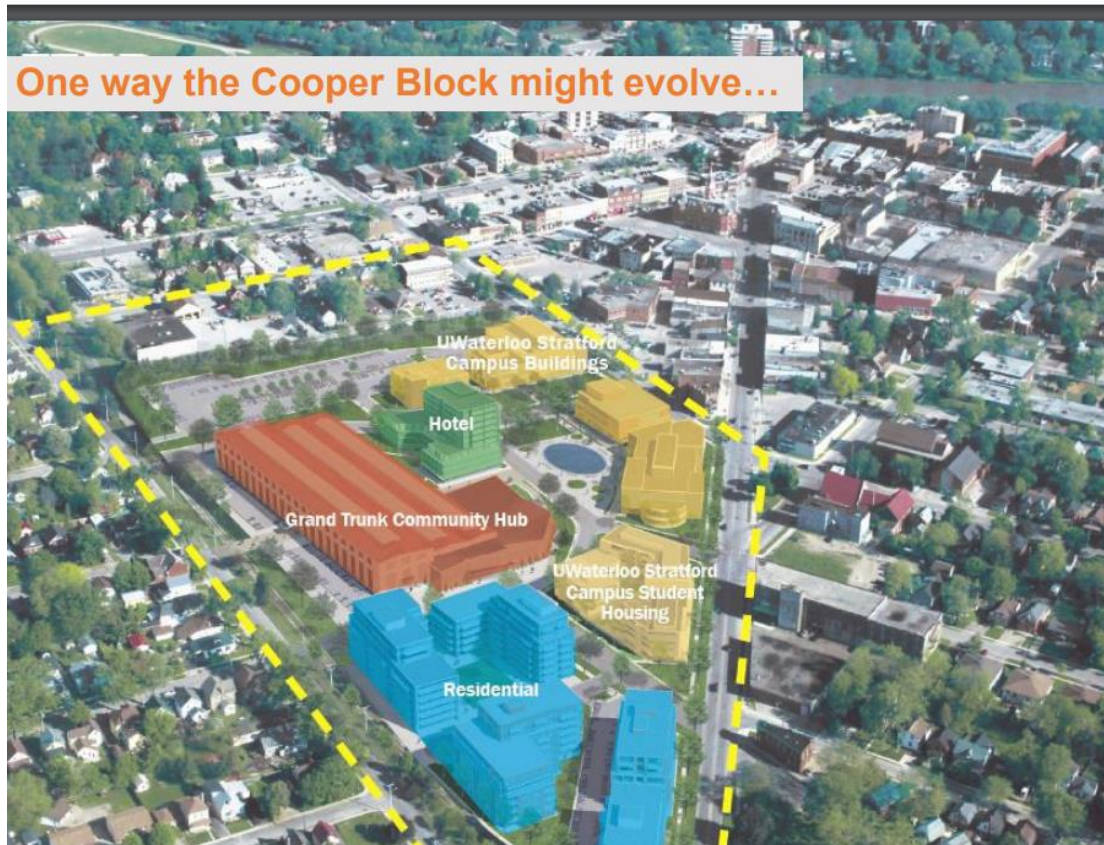 One way the Cooper Block might evolve…
UWaterloo Stratford
Campus Buildings
Hotel
Grand Trunk Community Hub
UWaterloo Stratford
Campus Student
Housing
Residential